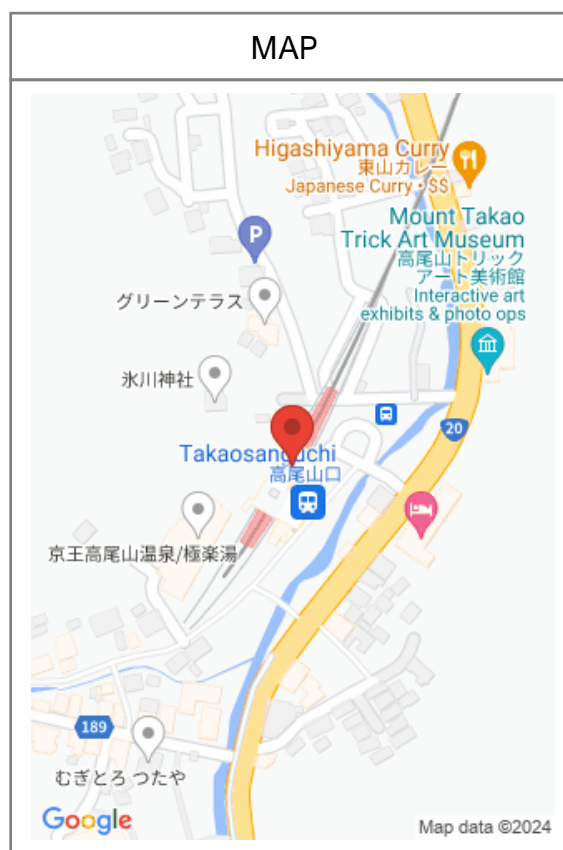 MAP
Higashiyama Curry
東山カレー
Japanese Curry • $$
Mount Takao
Trick Art Museum
高尾山トリック
アート美術館
Interactive art
exhibits & photo ops
P
グリーンテラス
氷川神社
20
Takaosanguchi
高尾山口
京王高尾山温泉/極楽湯
189
むぎとろ つたや
Google
Map data ©2024